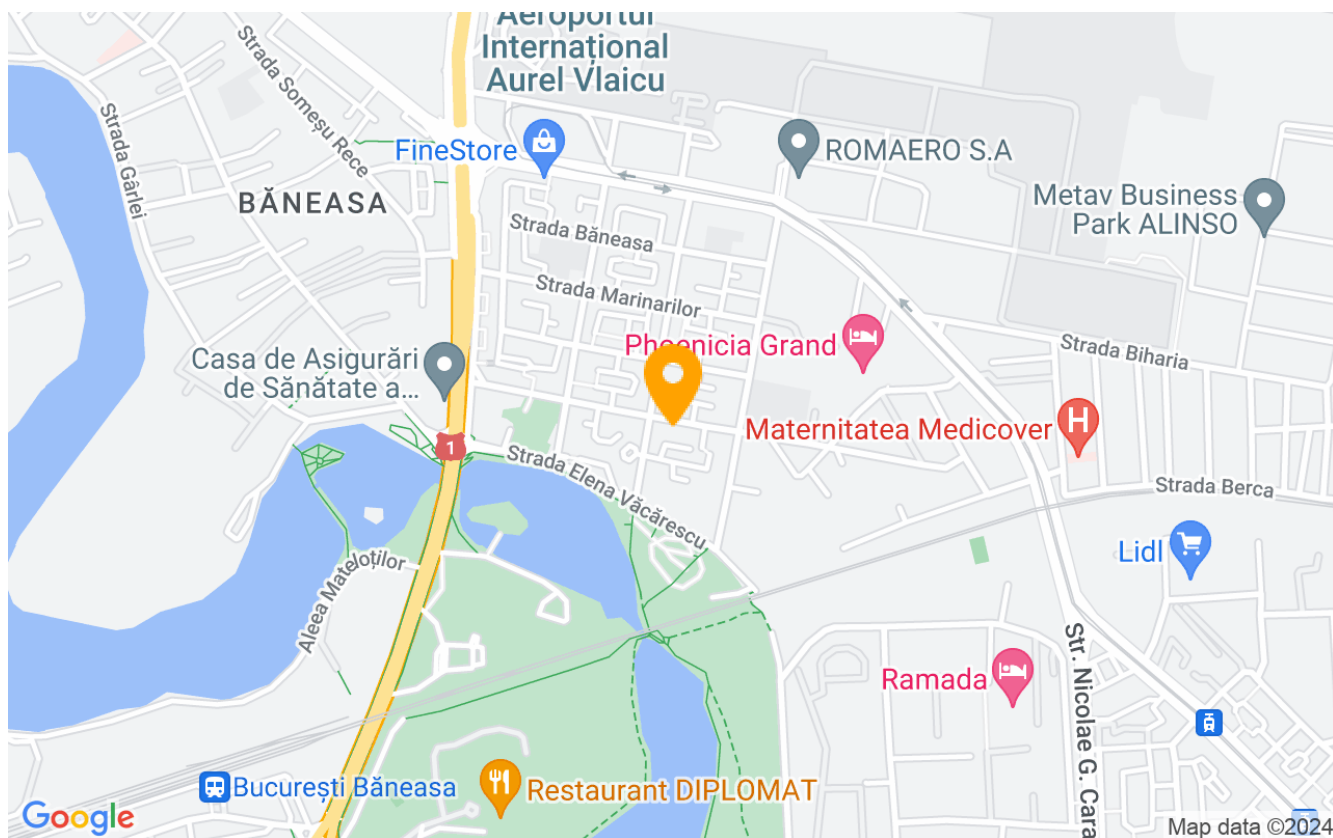 Aeroportul
Internațional
Aurel Vlaicu
Strada Someșu Rece
Strada Gârlei
FineStore
ROMAERO S.A
BĂNEASA
Metav Business
Park ALINSO
Strada Băneasa
Strada Marinarilor
Phoenicia Grand
Strada Biharia
Casa de Asigurări
de Sănătate a...
Maternitatea Medicover
H
1
Strada Elena Văcărescu
Strada Berca
Lidl
Aleea Mateloților
Ramada
Str. Nicolae G. Cara
București Băneasa
Restaurant DIPLOMAT
Google
Map data ©2024